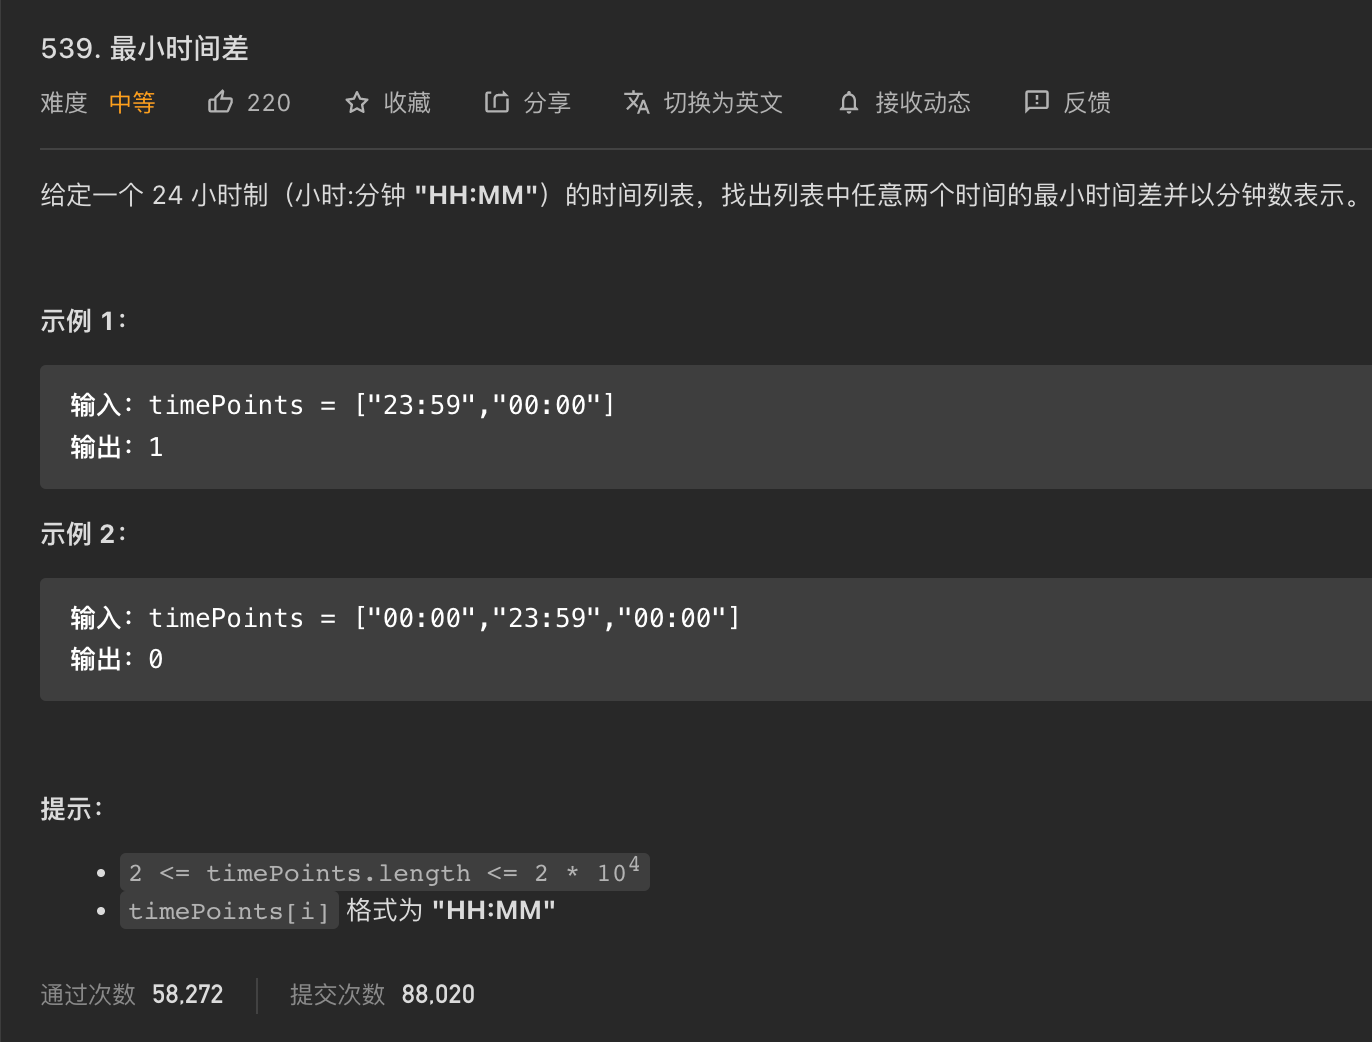 539. 最小时间差
难度 中等 220 收藏 分享 切换为英文 接收动态 反馈
给定一个 24 小时制（小时:分钟 "HH:MM"）的时间列表，找出列表中任意两个时间的最小时间差并以分钟数表示。
示例 1：
输入：timePoints = ["23:59","00:00"]
输出：1
示例 2：
输入：timePoints = ["00:00","23:59","00:00"]
输出：0
提示：
2 <= timePoints.length <= 2 * 10⁴
timePoints[i] 格式为 "HH:MM"
通过次数 58,272 提交次数 88,020